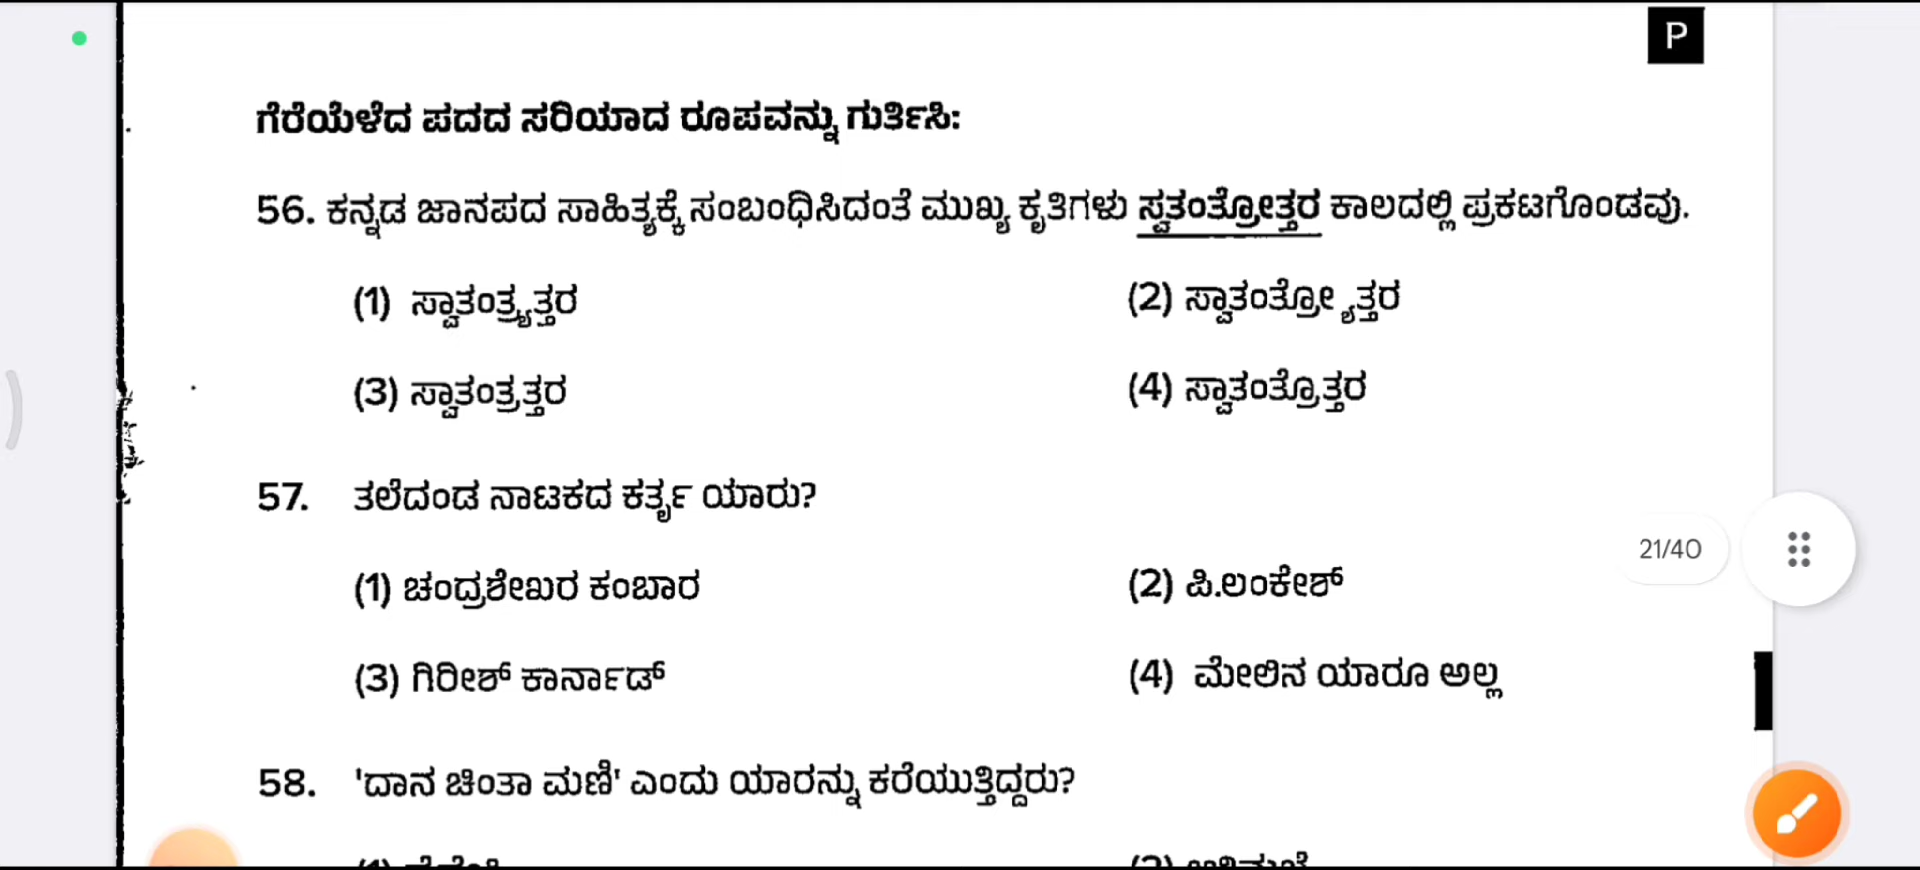 P
ಗೆರೆಯೆಳೆದ ಪದದ ಸರಿಯಾದ ರೂಪವನ್ನು ಗುರ್ತಿಸಿ:
56. ಕನ್ನಡ ಜಾನಪದ ಸಾಹಿತ್ಯಕ್ಕೆ ಸಂಬಂಧಿಸಿದಂತೆ ಮುಖ್ಯ ಕೃತಿಗಳು ಸ್ವತಂತ್ರೋತ್ತರ ಕಾಲದಲ್ಲಿ ಪ್ರಕಟಗೊಂಡವು.
(1) ಸ್ವಾತಂತ್ರ್ಯತ್ತರ (2) ಸ್ವಾತಂತ್ರೋ್ಯತ್ತರ
(3) ಸ್ವಾತಂತ್ರತ್ತರ (4) ಸ್ವಾತಂತ್ರೊತ್ತರ
57. ತಲೆದಂಡ ನಾಟಕದ ಕರ್ತೃ ಯಾರು?
21/40
(1) ಚಂದ್ರಶೇಖರ ಕಂಬಾರ (2) ಪಿ.ಲಂಕೇಶ್
(3) ಗಿರೀಶ್ ಕಾರ್ನಾಡ್ (4) ಮೇಲಿನ ಯಾರೂ ಅಲ್ಲ
58. 'ದಾನ ಚಿಂತಾ ಮಣಿ' ಎಂದು ಯಾರನ್ನು ಕರೆಯುತ್ತಿದ್ದರು?